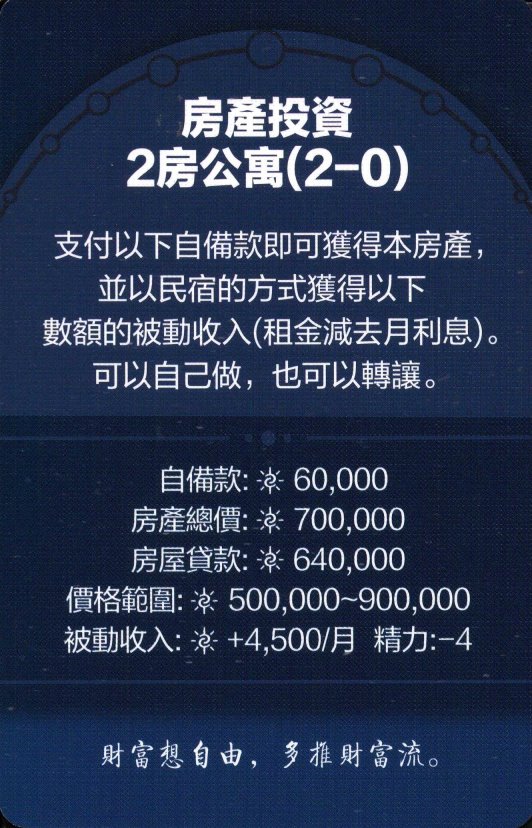 房產投資
2房公寓(2-0)
支付以下自備款即可獲得本房產，
並以民宿的方式獲得以下
數額的被動收入(租金減去月利息)。
可以自己做，也可以轉讓。
自備款: 60,000
房產總價: 700,000
房屋貸款: 640,000
價格範圍: 500,000~900,000
被動收入: +4,500/月 精力:-4
財富想自由，多推財富流。